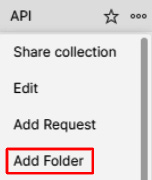 API
Share collection
Edit
Add Request
Add Folder